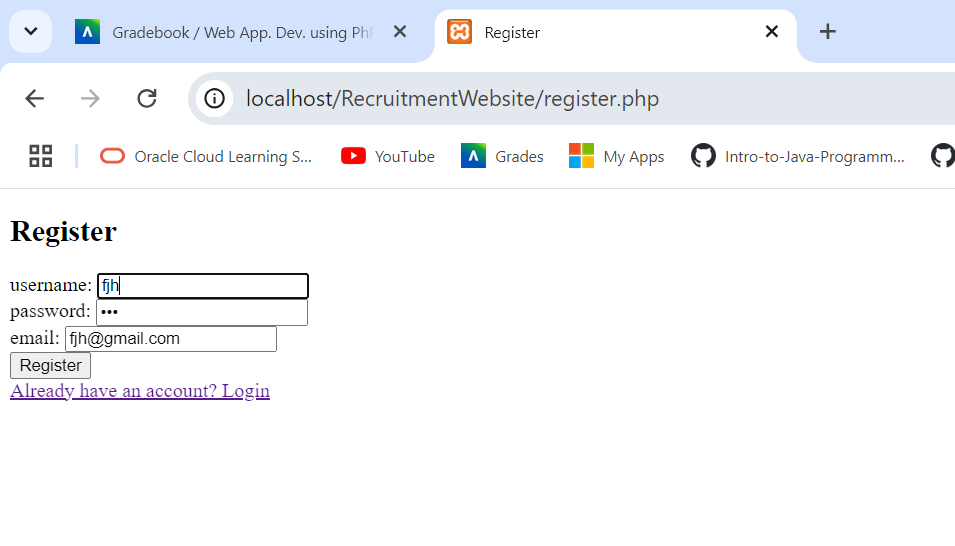 Gradebook / Web App. Dev. using
Register
localhost/RecruitmentWebsite/register.php
Oracle Cloud Learning S... YouTube Grades My Apps Intro-to-Java-Programm...
Register
username: fjh
password: •••
email: fjh@gmail.com
Register
Already have an account? Login